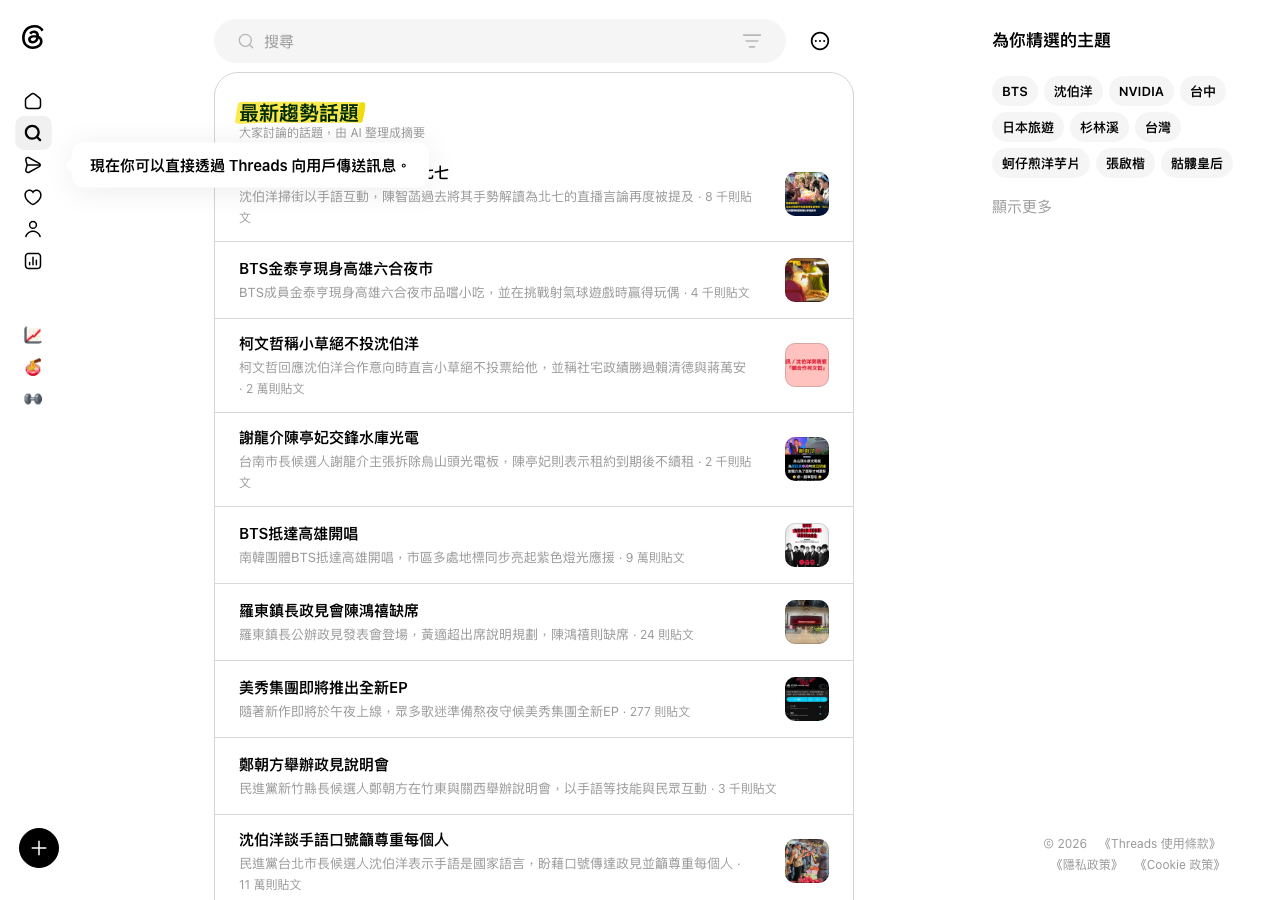 搜尋
最新趨勢話題
大家討論的話題，由 AI 整理成摘要
現在你可以直接透過 Threads 向用戶傳送訊息。
七
沈伯洋掃街以手語互動，陳智菡過去將其手勢解讀為北七的直播言論再度被提及 · 8 千則貼
文
BTS金泰亨現身高雄六合夜市
BTS成員金泰亨現身高雄六合夜市品嚐小吃，並在挑戰射氣球遊戲時贏得玩偶 · 4 千則貼文
柯文哲稱小草絕不投沈伯洋
柯文哲回應沈伯洋合作意向時直言小草絕不投票給他，並稱社宅政績勝過賴清德與蔣萬安
· 2 萬則貼文
謝龍介陳亭妃交鋒水庫光電
台南市長候選人謝龍介主張拆除烏山頭光電板，陳亭妃則表示租約到期後不續租 · 2 千則貼
文
BTS抵達高雄開唱
南韓團體BTS抵達高雄開唱，市區多處地標同步亮起紫色燈光應援 · 9 萬則貼文
羅東鎮長政見會陳鴻禧缺席
羅東鎮長公辦政見發表會登場，黃適超出席說明規劃，陳鴻禧則缺席 · 24 則貼文
美秀集團即將推出全新EP
隨著新作即將於午夜上線，眾多歌迷準備熬夜守候美秀集團全新EP · 277 則貼文
鄭朝方舉辦政見說明會
民進黨新竹縣長候選人鄭朝方在竹東與關西舉辦說明會，以手語等技能與民眾互動 · 3 千則貼文
沈伯洋談手語口號籲尊重每個人
民進黨台北市長候選人沈伯洋表示手語是國家語言，盼藉口號傳達政見並籲尊重每個人 ·
11 萬則貼文
為你精選的主題
BTS 沈伯洋 NVIDIA 台中
日本旅遊 杉林溪 台灣
蚵仔煎洋芋片 張啟楷 骷髏皇后
顯示更多
© 2026 《Threads 使用條款》
《隱私政策》 《Cookie 政策》